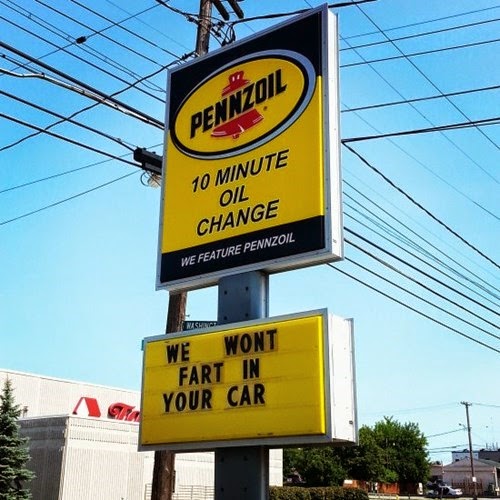 PENNZOIL
10 MINUTE
OIL
CHANGE
WE FEATURE PENNZOIL
WE WONT
FART IN
YOUR CAR